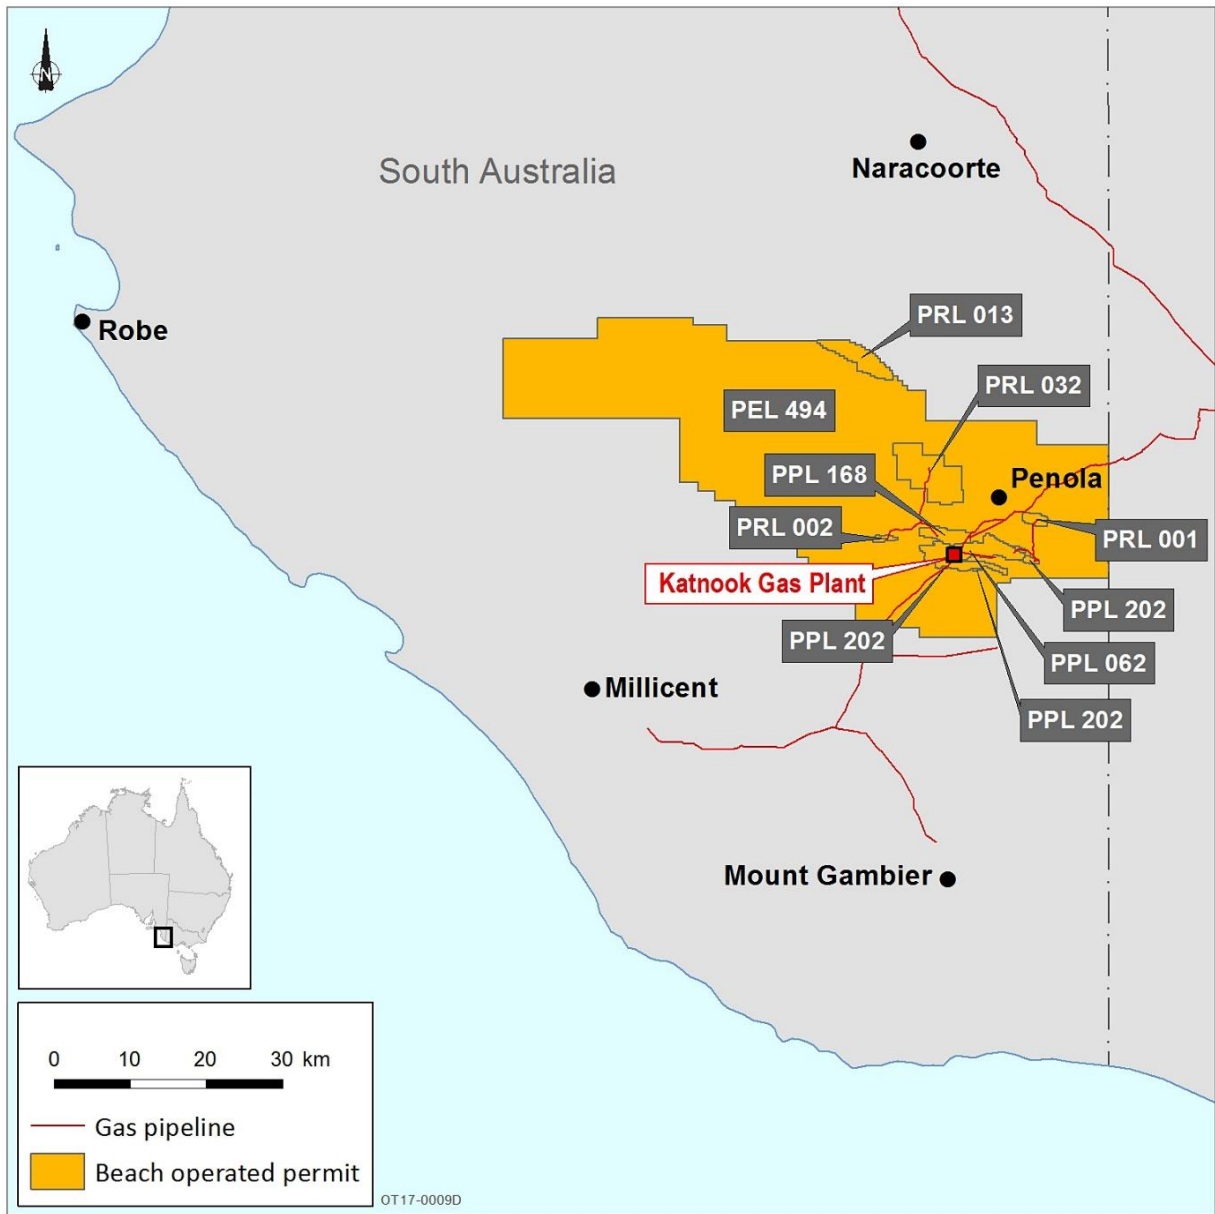 N
South Australia
Naracoorte
Robe
PRL 013
PRL 032
PEL 494
PPL 168
Penola
PRL 002
PRL 001
Katnook Gas Plant
PPL 202
PPL 202
PPL 062
PPL 202
Millicent
Mount Gambier
0 10 20 30 km
Gas pipeline
Beach operated permit
OT17-0009D